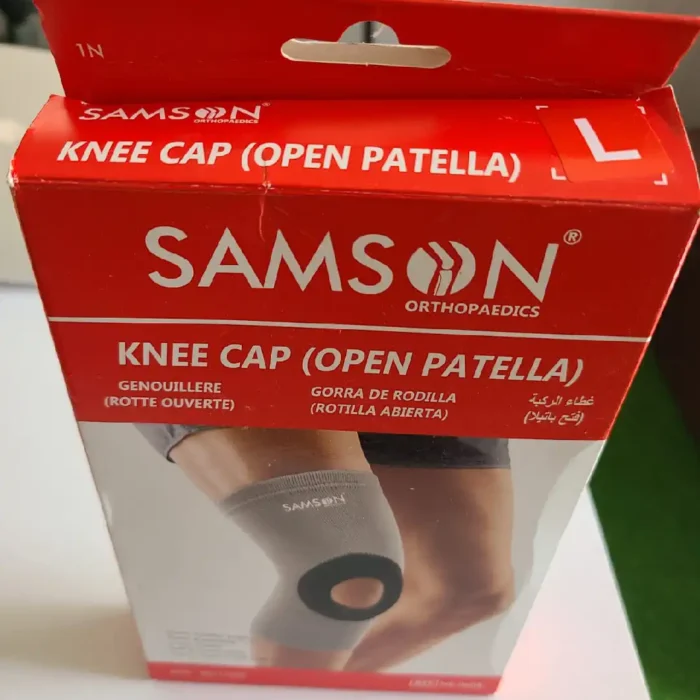 1N
SAMSON®
ORTHOPAEDICS
KNEE CAP (OPEN PATELLA)
L
SAMSON®
ORTHOPAEDICS
KNEE CAP (OPEN PATELLA)
GENOUILLERE
(ROTTE OUVERTE)
GORRA DE RODILLA
(ROTILLA ABIERTA)
غطاء الركبة
(فتح باتيلا)
SAMSON